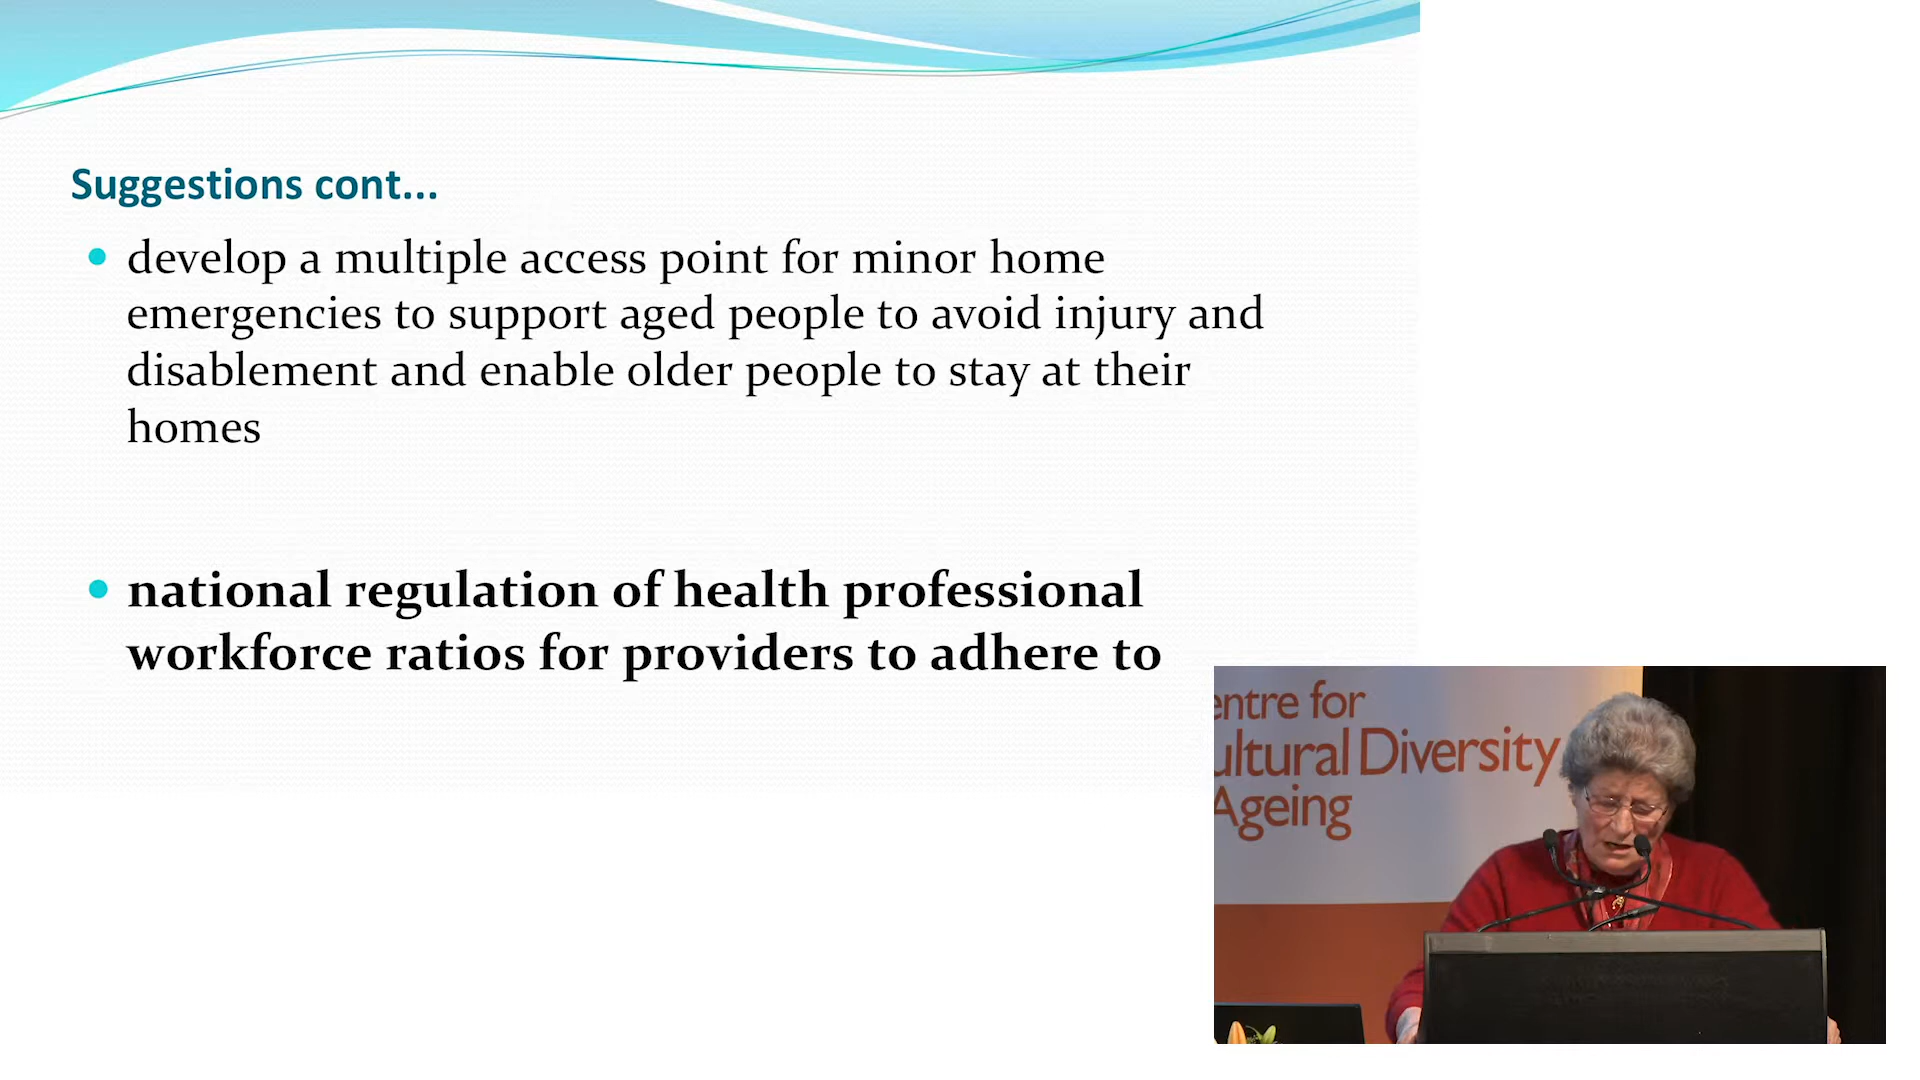 Suggestions cont...
develop a multiple access point for minor home
emergencies to support aged people to avoid injury and
disablement and enable older people to stay at their
homes
national regulation of health professional
workforce ratios for providers to adhere to
entre for
ultural Diversity
Ageing